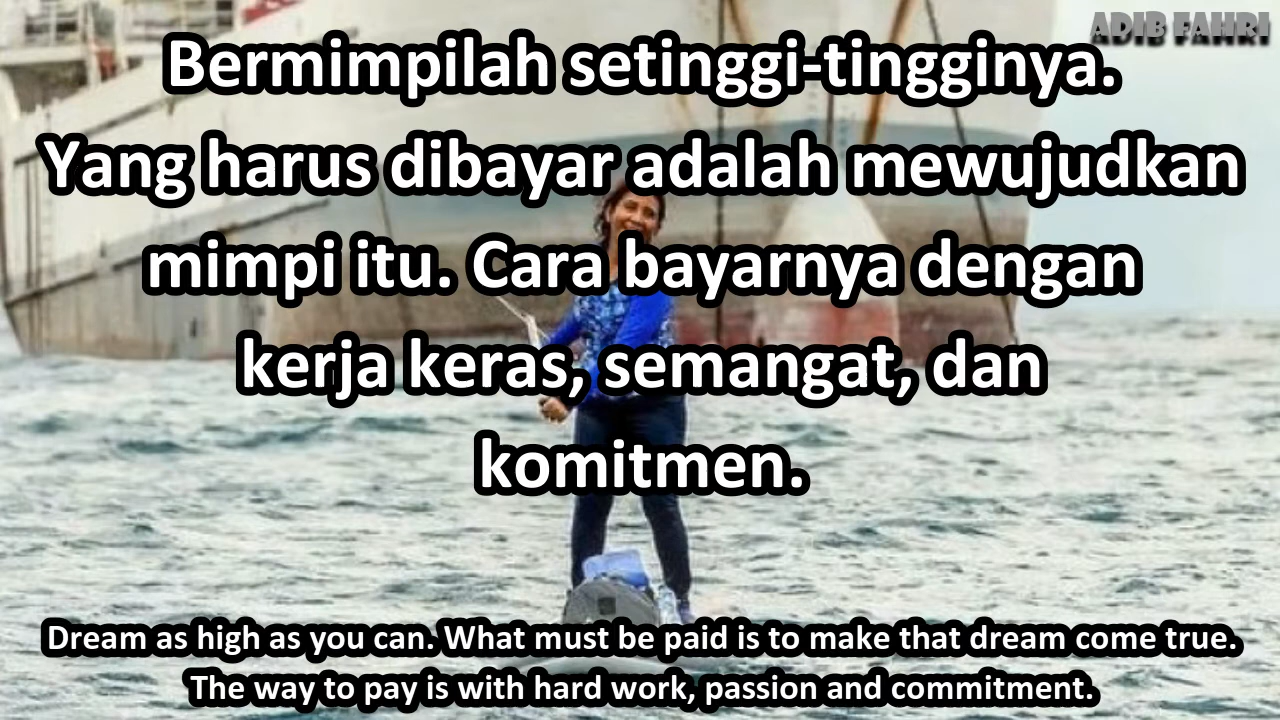 ADIB FAHRI
Bermimpilah setinggi-tingginya.
Yang harus dibayar adalah mewujudkan
mimpi itu. Cara bayarnya dengan
kerja keras, semangat, dan
komitmen.
Dream as high as you can. What must be paid is to make that dream come true.
The way to pay is with hard work, passion and commitment.